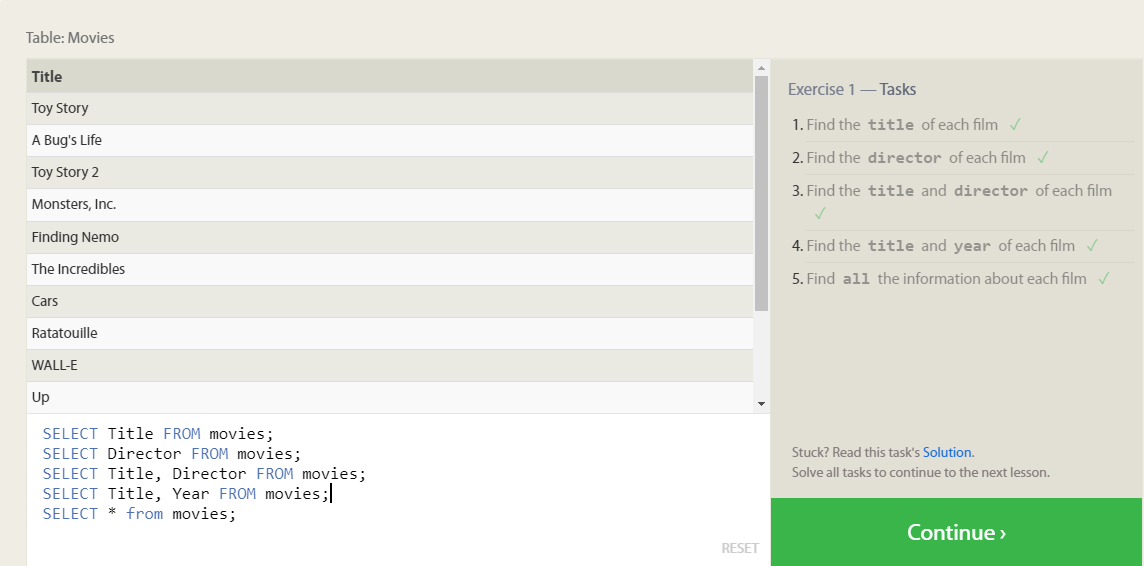 Table: Movies
Title
Toy Story
A Bug's Life
Toy Story 2
Monsters, Inc.
Finding Nemo
The Incredibles
Cars
Ratatouille
WALL-E
Up
SELECT Title FROM movies;
SELECT Director FROM movies;
SELECT Title, Director FROM movies;
SELECT Title, Year FROM movies;
SELECT * from movies;
RESET
Exercise 1 — Tasks
1. Find the title of each film ✓
2. Find the director of each film ✓
3. Find the title and director of each film
✓
4. Find the title and year of each film ✓
5. Find all the information about each film ✓
Stuck? Read this task's Solution.
Solve all tasks to continue to the next lesson.
Continue ›